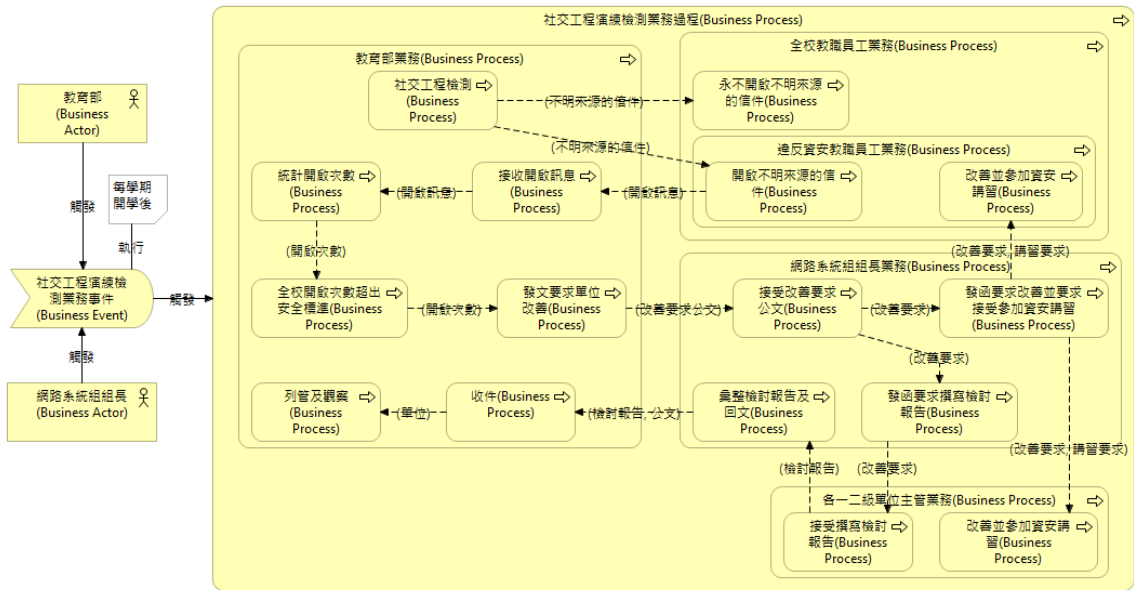 社交工程演練檢測業務過程(Business Process)
教育部
(Business
Actor)
觸發
每學期
開學後
執行
社交工程演練檢
測業務事件
(Business Event)
觸發
觸發
網路系統組組長
(Business Actor)
教育部業務(Business Process)
社交工程檢測
(Business
Process)
(不明來源的信件)
(不明來源的信件)
統計開啟次數
(Business
Process)
(開啟訊息)
接收開啟訊息
(Business
Process)
(開啟訊息)
(開啟次數)
全校開啟次數超出
安全標準(Business
Process)
(開啟次數)
發文要求單位
改善(Business
Process)
(改善要求公文)
列管及觀察
(Business
Process)
(單位)
收件(Business
Process)
(檢討報告, 公文)
全校教職員工業務(Business Process)
永不開啟不明來源
的信件(Business
Process)
違反資安教職員工業務(Business Process)
開啟不明來源的信
件(Business
Process)
改善並參加資安
講習(Business
Process)
(改善要求, 講習要求)
網路系統組組長業務(Business Process)
接受改善要求
公文(Business
Process)
(改善要求)
發函要求改善並要求
接受參加資安講習
(Business Process)
(改善要求)
彙整檢討報告及
回文(Business
Process)
發函要求撰寫檢討
報告(Business
Process)
(改善要求, 講習要求)
(檢討報告)
(改善要求)
各一二級單位主管業務(Business Process)
接受撰寫檢討
報告(Business
Process)
改善並參加資安講
習(Business
Process)